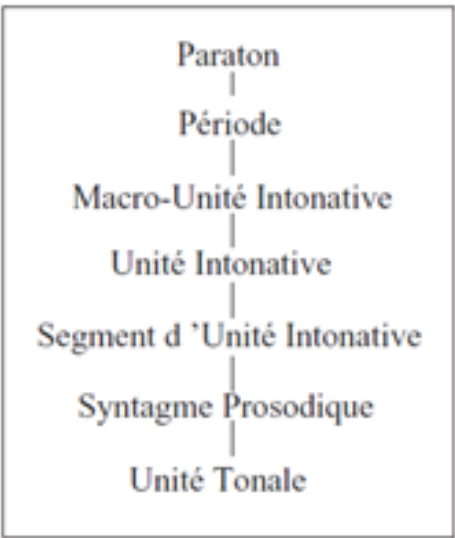 Paraton
Période
Macro-Unité Intonative
Unité Intonative
Segment d ’Unité Intonative
Syntagme Prosodique
Unité Tonale